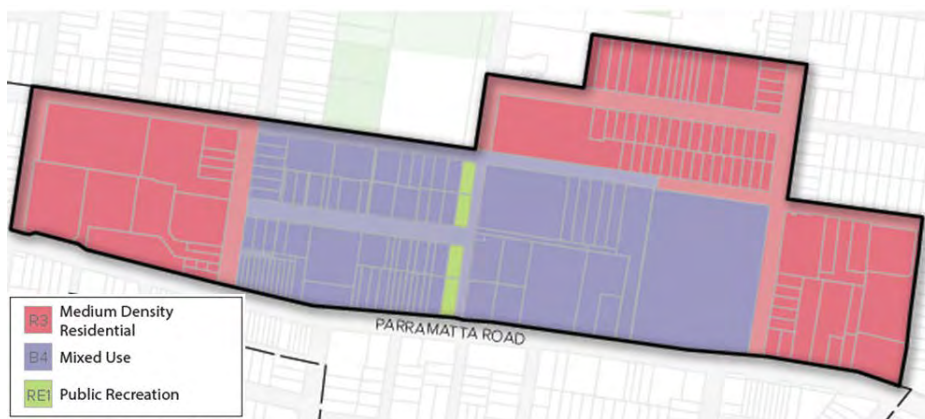 PARRAMATTA ROAD
R3 Medium Density
Residential
B4 Mixed Use
RE1 Public Recreation